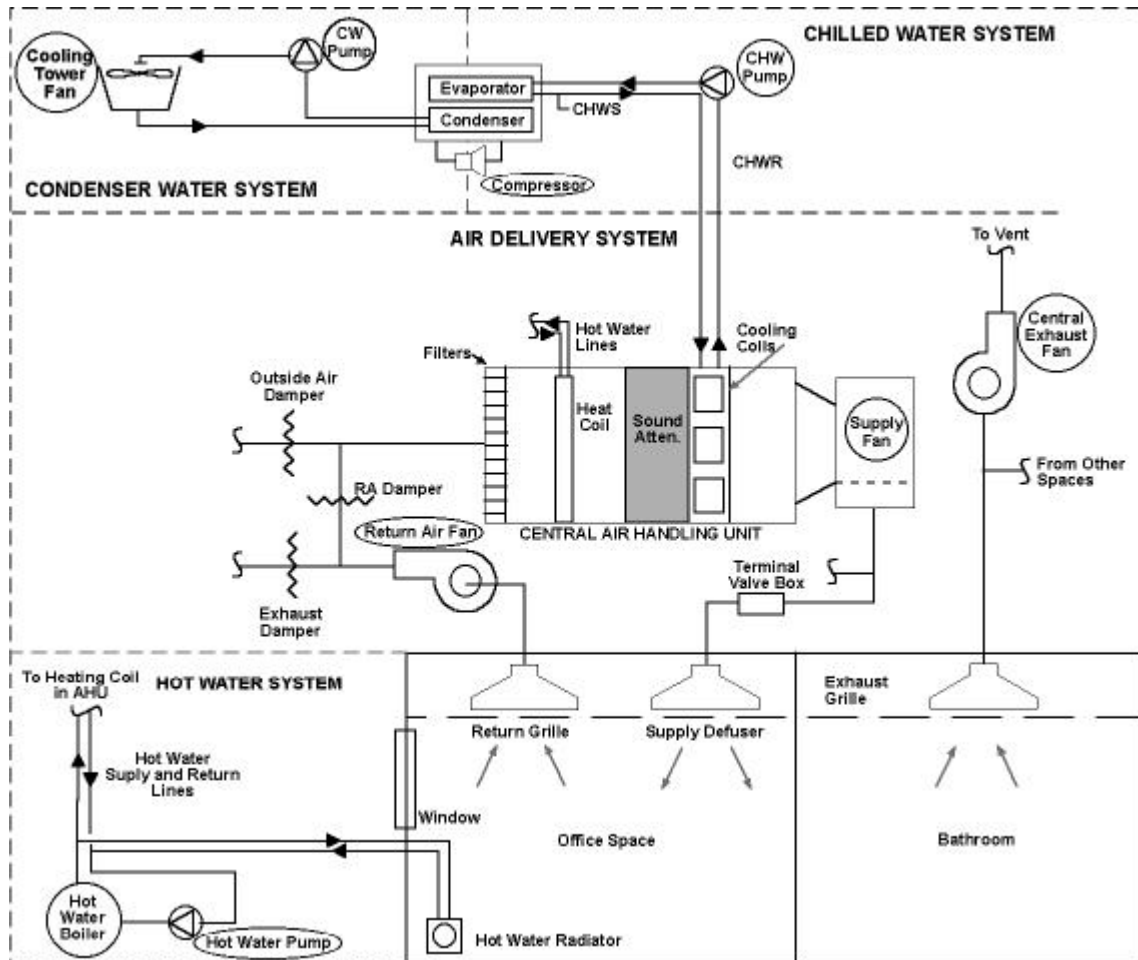 CW
Pump
CHILLED WATER SYSTEM
Cooling
Tower
Fan
CHW
Pump
Evaporator
CHWS
Condenser
CHWR
CONDENSER WATER SYSTEM
Compressor
AIR DELIVERY SYSTEM
To Vent
Central
Exhaust
Fan
Hot Water
Lines
Cooling
Coils
Filters
Outside Air
Damper
Heat
Coil
Sound
Atten.
Supply
Fan
From Other
Spaces
RA Damper
Return Air Fan
CENTRAL AIR HANDLING UNIT
Terminal
Valve Box
Exhaust
Damper
To Heating Coil
in AHU
HOT WATER SYSTEM
Exhaust
Grille
Return Grille
Supply Defuser
Hot Water
Suply and Return
Lines
Window
Office Space
Bathroom
Hot
Water
Boiler
Hot Water Pump
Hot Water Radiator